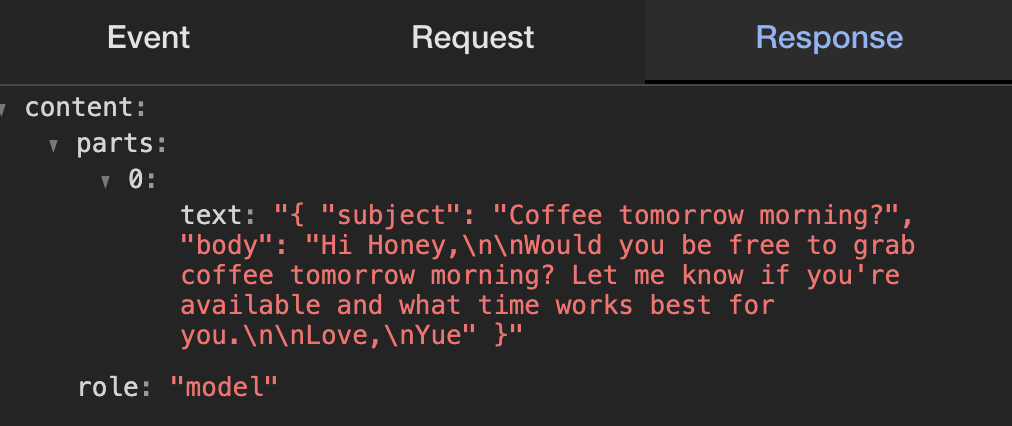 Event Request Response
content:
parts:
0:
text: "{ "subject": "Coffee tomorrow morning?",
"body": "Hi Honey,\n\nWould you be free to grab
coffee tomorrow morning? Let me know if you're
available and what time works best for
you.\n\nLove,\nYue" }"
role: "model"